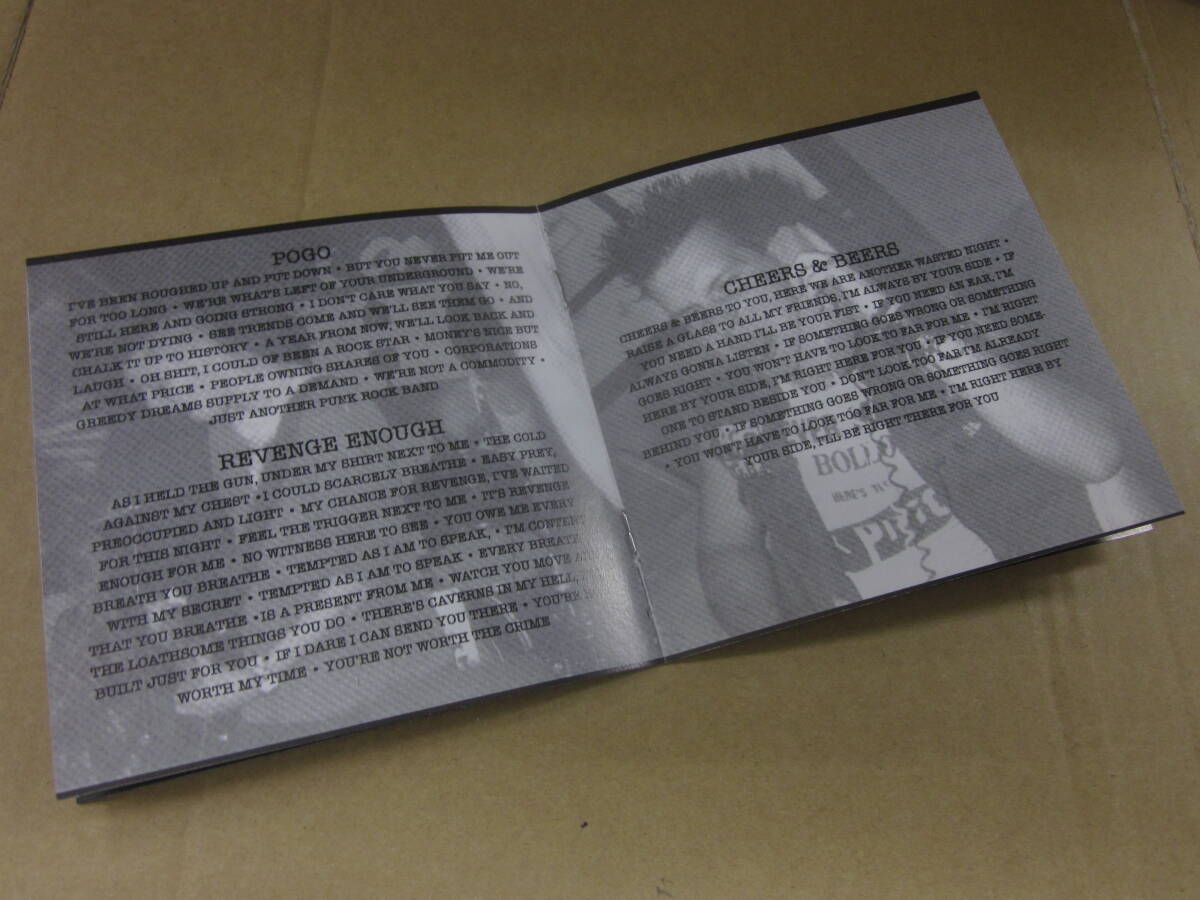 POGO
I'VE BEEN ROUGHED UP AND PUT DOWN • BUT YOU NEVER PUT ME OUT
FOR TOO LONG • WE'RE WHAT'S LEFT OF YOUR UNDERGROUND • WE'RE
STILL HERE AND GOING STRONG • I DON'T CARE WHAT YOU SAY • NO,
WE'RE NOT DYING • SEE TRENDS COME AND WE'LL SEE THEM GO • AND
CHALK IT UP TO HISTORY • A YEAR FROM NOW, WE'LL LOOK BACK AND
LAUGH • OH SHIT, I COULD OF BEEN A ROCK STAR • MONEY'S NICE BUT
AT WHAT PRICE • PEOPLE OWNING SHARES OF YOU • CORPORATIONS
GREEDY DREAMS SUPPLY TO A DEMAND • WE'RE NOT A COMMODITY •
JUST ANOTHER PUNK ROCK BAND
REVENGE ENOUGH
AS I HELD THE GUN, UNDER MY SHIRT NEXT TO ME • THE COLD
AGAINST MY CHEST • I COULD SCARCELY BREATHE • EASY PREY,
PREOCCUPIED AND LIGHT • MY CHANCE FOR REVENGE, I'VE WAITED
FOR THIS NIGHT • FEEL THE TRIGGER NEXT TO ME • IT'S REVENGE
ENOUGH FOR ME • NO WITNESS HERE TO SEE • YOU OWE ME EVERY
BREATH YOU BREATHE • TEMPTED AS I AM TO SPEAK, • I'M CONTENT
WITH MY SECRET • TEMPTED AS I AM TO SPEAK • EVERY BREATH
THAT YOU BREATHE • IS A PRESENT FROM ME • WATCH YOU MOVE
THE LOATHSOME THINGS YOU DO • THERE'S CAVERNS IN MY HELL,
BUILT JUST FOR YOU • IF I DARE I CAN SEND YOU THERE • YOU'RE
WORTH MY TIME • YOU'RE NOT WORTH THE CRIME
CHEERS & BEERS
CHEERS & BEERS TO YOU, HERE WE ARE ANOTHER WASTED NIGHT •
RAISE A GLASS TO ALL MY FRIENDS, I'M ALWAYS BY YOUR SIDE • IF
YOU NEED A HAND I'LL BE YOUR FIST • IF YOU NEED AN EAR, I'M
ALWAYS GONNA LISTEN • IF SOMETHING GOES WRONG OR SOMETHING
GOES RIGHT • YOU WON'T HAVE TO LOOK TO FAR FOR ME • I'M RIGHT
HERE BY YOUR SIDE, I'M RIGHT HERE FOR YOU • IF YOU NEED SOME-
ONE TO STAND BESIDE YOU • DON'T LOOK TOO FAR I'M ALREADY
BEHIND YOU • IF SOMETHING GOES WRONG OR SOMETHING GOES RIGHT
• YOU WON'T HAVE TO LOOK TOO FAR FOR ME • I'M RIGHT HERE BY
YOUR SIDE, I'LL BE RIGHT THERE FOR YOU
BOLL
HERE'S